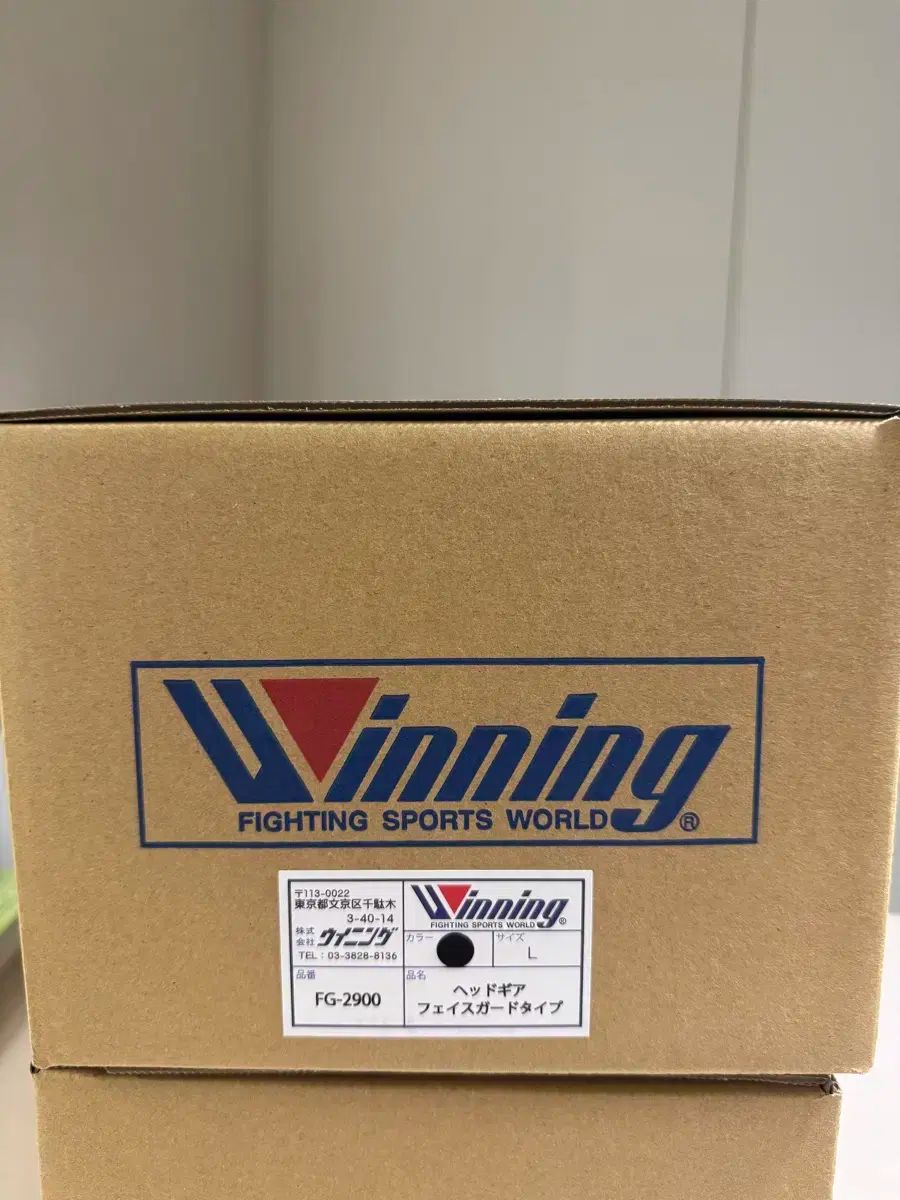 Winning®
FIGHTING SPORTS WORLD
〒113-0022
東京都文京区千駄木
3-40-14
株式会社 ウイニング
TEL：03-3828-8136
Winning®
FIGHTING SPORTS WORLD
カラー
サイズ
L
品番
FG-2900
品名
ヘッドギア
フェイスガードタイプ